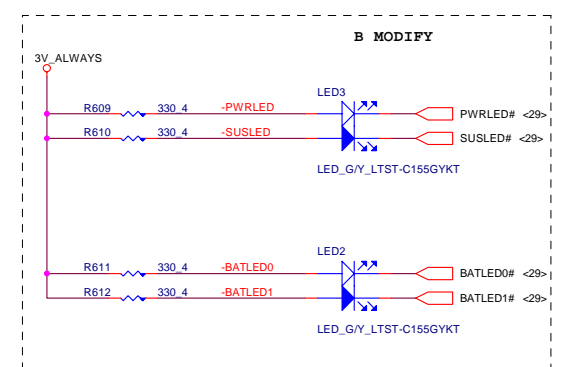 B MODIFY
3V_ALWAYS
LED3
R609 330_4 -PWRLED PWRLED# <29>
R610 330_4 -SUSLED SUSLED# <29>
LED_G/Y_LTST-C155GYKT
LED2
R611 330_4 -BATLED0 BATLED0# <29>
R612 330_4 -BATLED1 BATLED1# <29>
LED_G/Y_LTST-C155GYKT